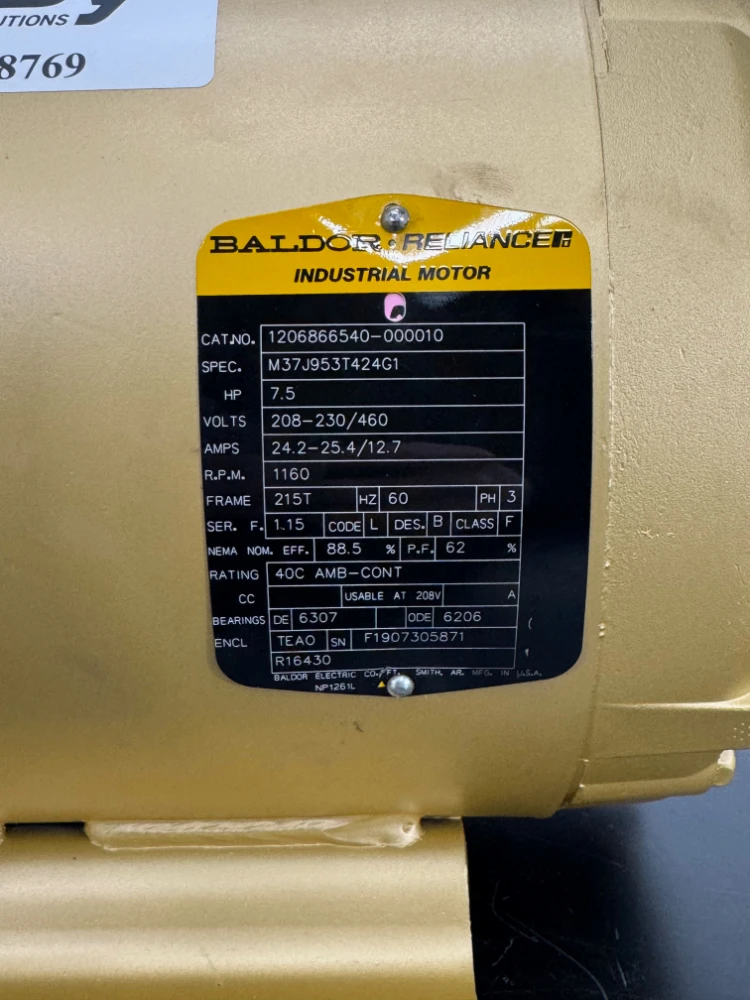 UTIONS
8769
BALDOR • RELIANCE
INDUSTRIAL MOTOR
CAT.NO. 1206866540-000010
SPEC. M37J953T424G1
HP 7.5
VOLTS 208-230/460
AMPS 24.2-25.4/12.7
R.P.M. 1160
FRAME 215T HZ 60 PH 3
SER. F. 1.15 CODE L DES. B CLASS F
NEMA NOM. EFF. 88.5 % P.F. 62 %
RATING 40C AMB-CONT
CC USABLE AT 208V A
BEARINGS DE 6307 ODE 6206
ENCL TEAO SN F1907305871
R16430
BALDOR ELECTRIC CO./FT. SMITH, AR. MFG. IN U.S.A.
NP1261L